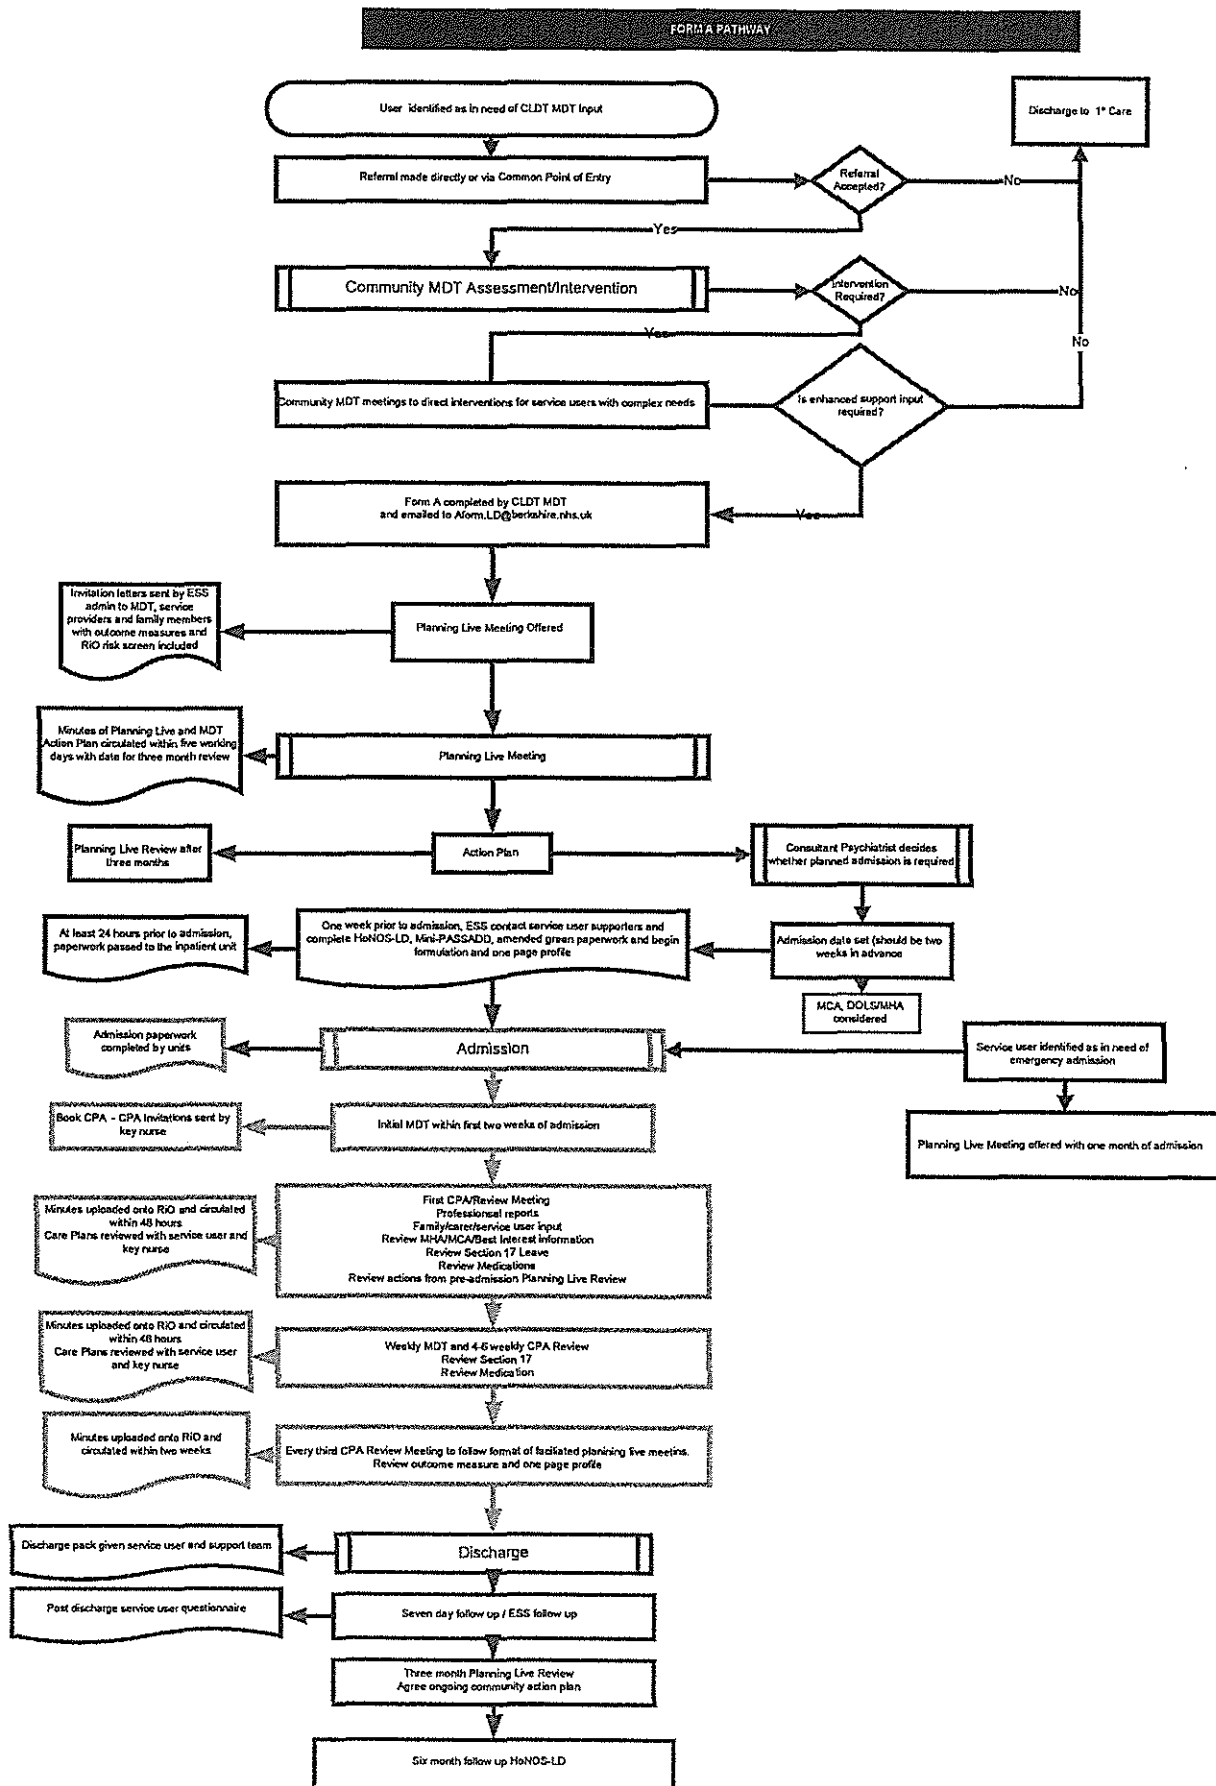 FORM A PATHWAY
User identified as in need of CLDT MDT Input
Discharge to 1* Care
Referral made directly or via Common Point of Entry
Referral
Accepted?
No
Yes
Community MDT Assessment/Intervention
Intervention
Required?
No
Yes
No
Community MDT meetings to direct interventions for service users with complex needs
Is enhanced support input
required?
Form A completed by CLDT MDT
and emailed to Aform.LD@berkshire.nhs.uk
Yes
Invitation letters sent by ESS
admin to MDT, service
providers and family members
with outcome measures and
RiO risk screen included
Planning Live Meeting Offered
Minutes of Planning Live and MDT
Action Plan circulated within five working
days with date for three month review
Planning Live Meeting
Planning Live Review after
three months
Action Plan
Consultant Psychiatrist decides
whether planned admission is required
At least 24 hours prior to admission,
paperwork passed to the inpatient unit
One week prior to admission, ESS contact service user supporters and
complete HoNOS-LD, Mini-PASSADD, amended green paperwork and begin
formulation and one page profile
Admission date set (should be two
weeks in advance
MCA, DOLS/MHA
considered
Admission paperwork
completed by units
Admission
Service user identified as in need of
emergency admission
Book CPA - CPA Invitations sent by
key nurse
Initial MDT within first two weeks of admission
Planning Live Meeting offered with one month of admission
Minutes uploaded onto RiO and circulated
within 48 hours
Care Plans reviewed with service user and
key nurse
First CPA/Review Meeting
Professionsal reports
Family/carer/service user input
Review MHA/MCA/Best Interest information
Review Section 17 Leave
Review Medications
Review actions from pre-admission Planning Live Review
Minutes uploaded onto RiO and circulated
within 48 hours
Care Plans reviewed with service user
and key nurse
Weekly MDT and 4-6 weekly CPA Review
Review Section 17
Review Medication
Minutes uploaded onto RiO and
circulated within two weeks
Every third CPA Review Meeting to follow format of faciliated planining live meetins.
Review outcome measure and one page profile
Discharge pack given service user and support team
Discharge
Post discharge service user questionnaire
Seven day follow up / ESS follow up
Three month Planning Live Review
Agree ongoing community action plan
Six month follow up HoNOS-LD